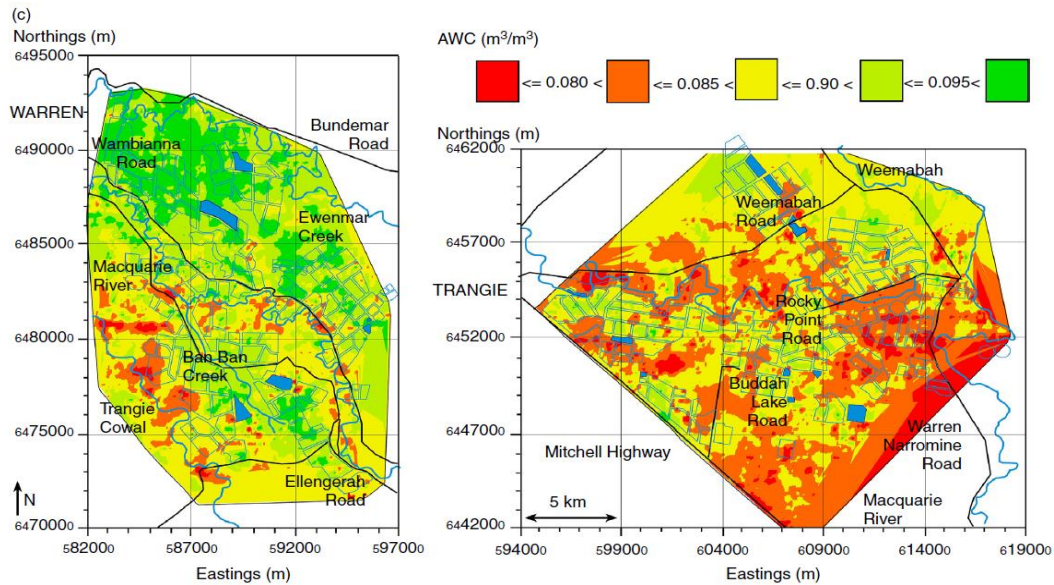 (c)
Northings (m)
6495000
WARREN
Bundemar
Road
Wambianna
Road
6490000
Ewenmar
Creek
6485000
Macquarie
River
6480000
Ban Ban
Creek
Trangie
Cowal
6475000
Ellengerah
Road
N
6470000
582000 587000 592000 597000
Eastings (m)
AWC (m³/m³)
<= 0.080 < <= 0.085 < <= 0.90 < <= 0.095<
Northings (m)
6462000
Weemabah
Weemabah
Road
6457000
TRANGIE
Rocky
Point
Road
6452000
Buddah
Lake
Road
6447000
Mitchell Highway
Warren
Narromine
Road
5 km
Macquarie
River
6442000
594000 599000 604000 609000 614000 619000
Eastings (m)